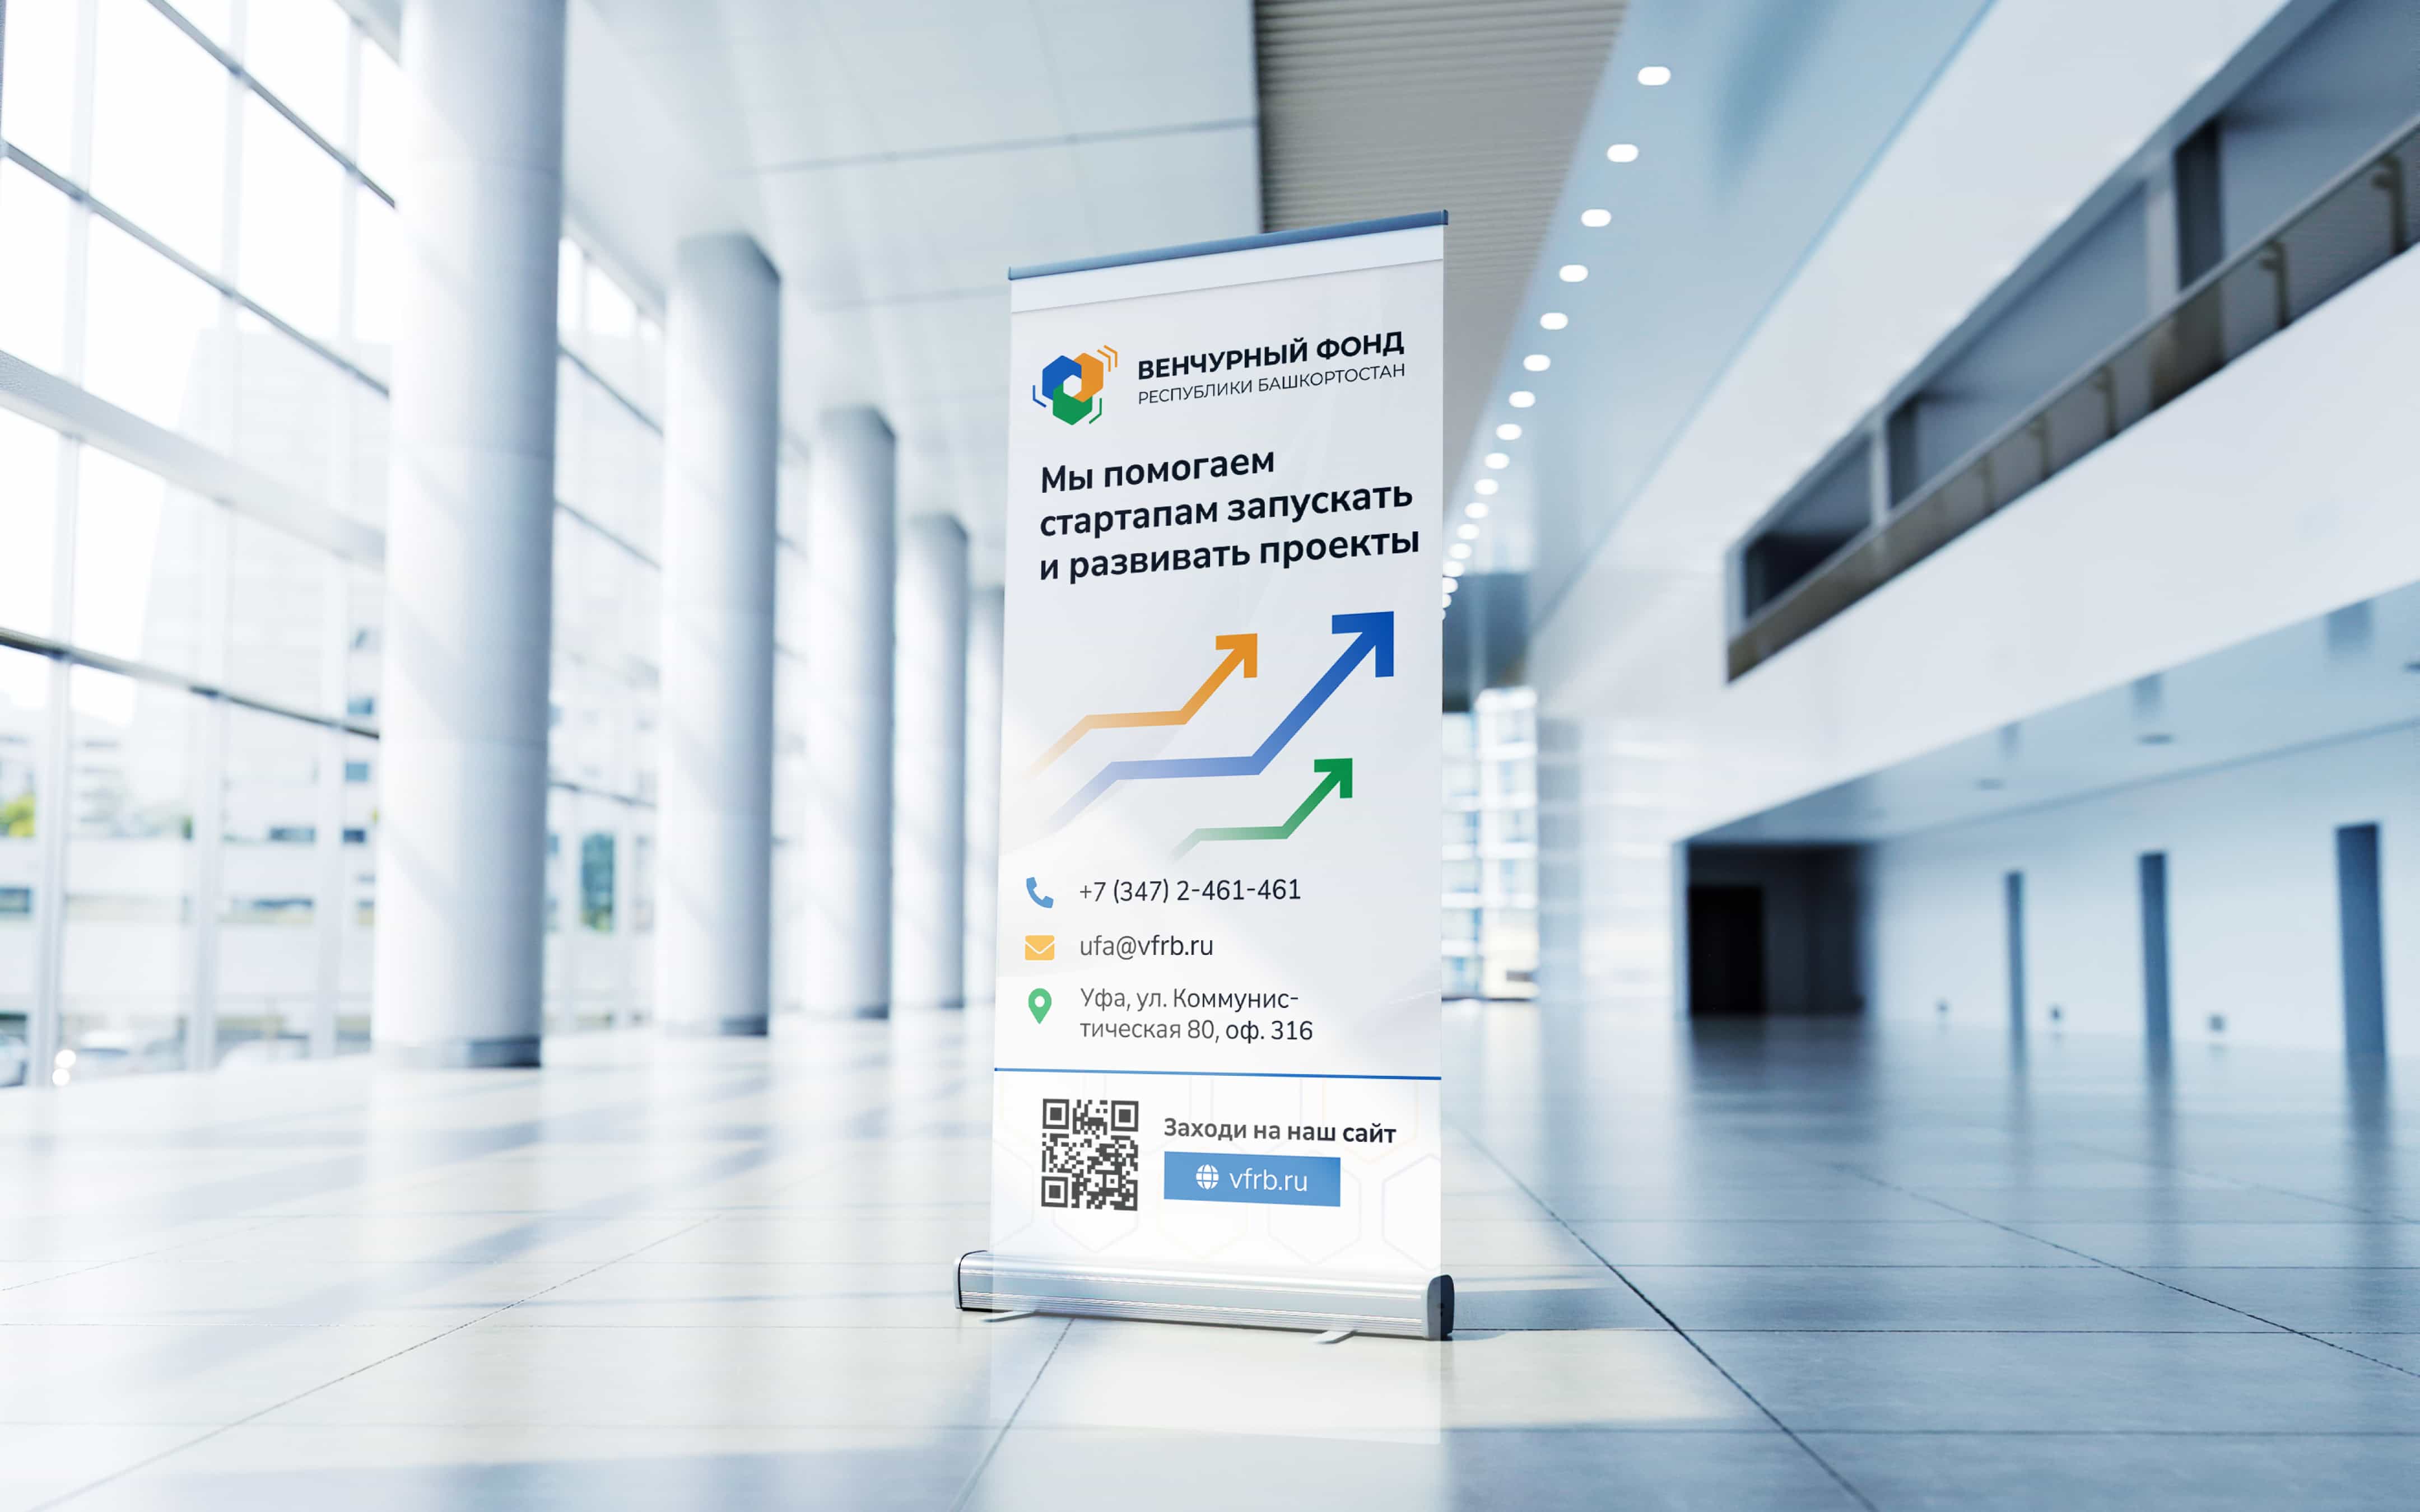 ВЕНЧУРНЫЙ ФОНД
РЕСПУБЛИКИ БАШКОРТОСТАН
Мы помогаем
стартапам запускать
и развивать проекты
+7 (347) 2-461-461
ufa@vfrb.ru
Уфа, ул. Коммунис-
тическая 80, оф. 316
Заходи на наш сайт
vfrb.ru